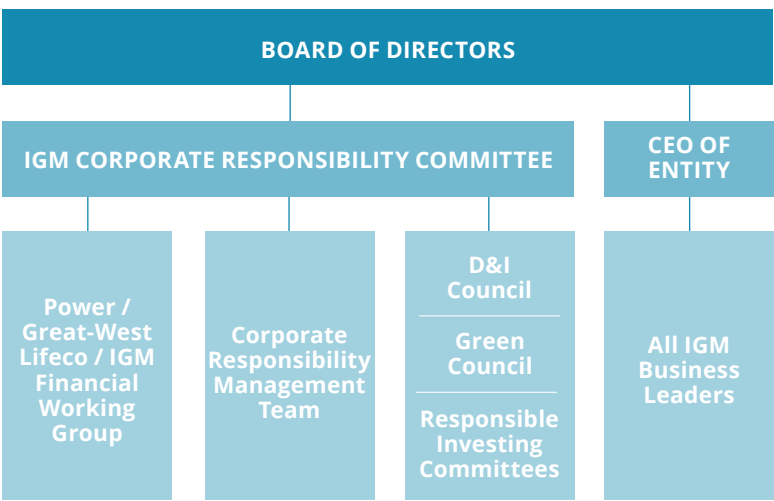 BOARD OF DIRECTORS
IGM CORPORATE RESPONSIBILITY COMMITTEE
CEO OF
ENTITY
Power /
Great-West
Lifeco / IGM
Financial
Working
Group
Corporate
Responsibility
Management
Team
D&I
Council
Green
Council
Responsible
Investing
Committees
All IGM
Business
Leaders